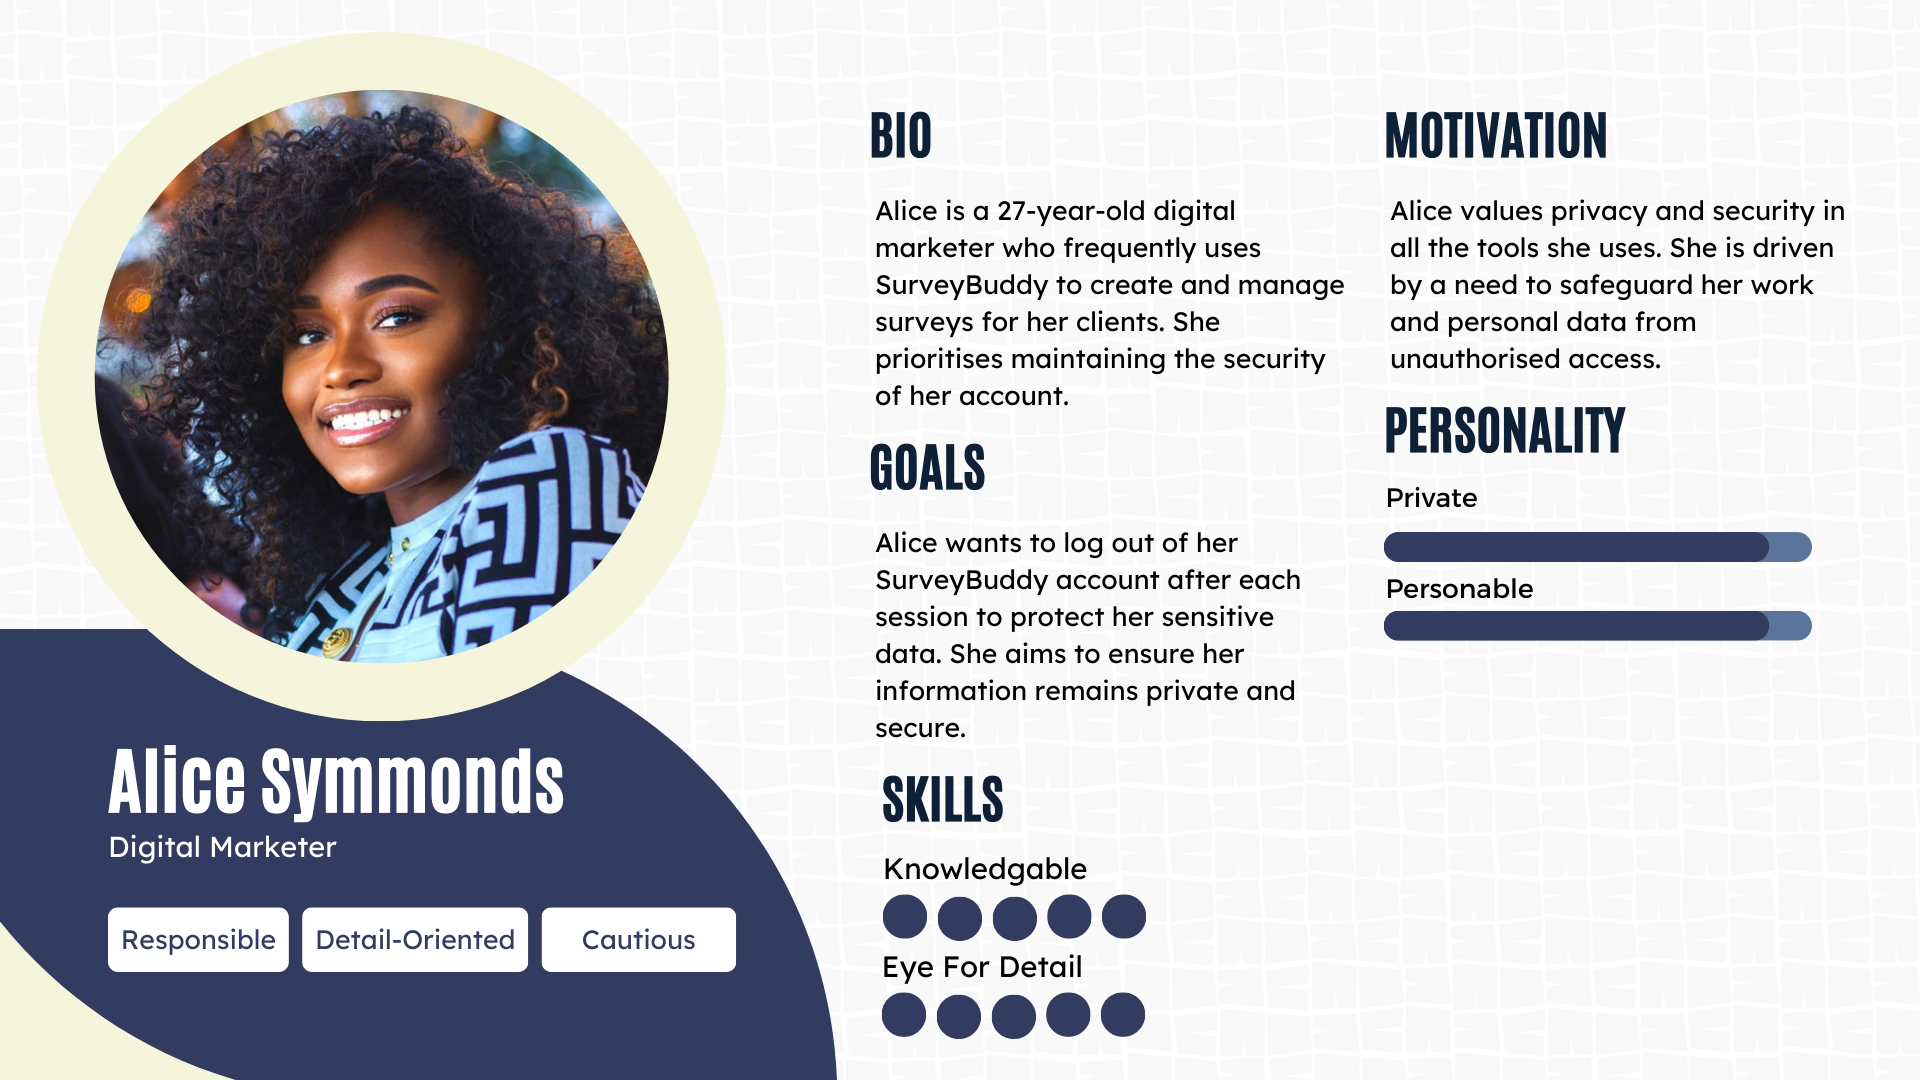 Alice Symmonds
Digital Marketer
Responsible
Detail-Oriented
Cautious
BIO
Alice is a 27-year-old digital
marketer who frequently uses
SurveyBuddy to create and manage
surveys for her clients. She
prioritises maintaining the security
of her account.
GOALS
Alice wants to log out of her
SurveyBuddy account after each
session to protect her sensitive
data. She aims to ensure her
information remains private and
secure.
SKILLS
Knowledgable
Eye For Detail
MOTIVATION
Alice values privacy and security in
all the tools she uses. She is driven
by a need to safeguard her work
and personal data from
unauthorised access.
PERSONALITY
Private
Personable